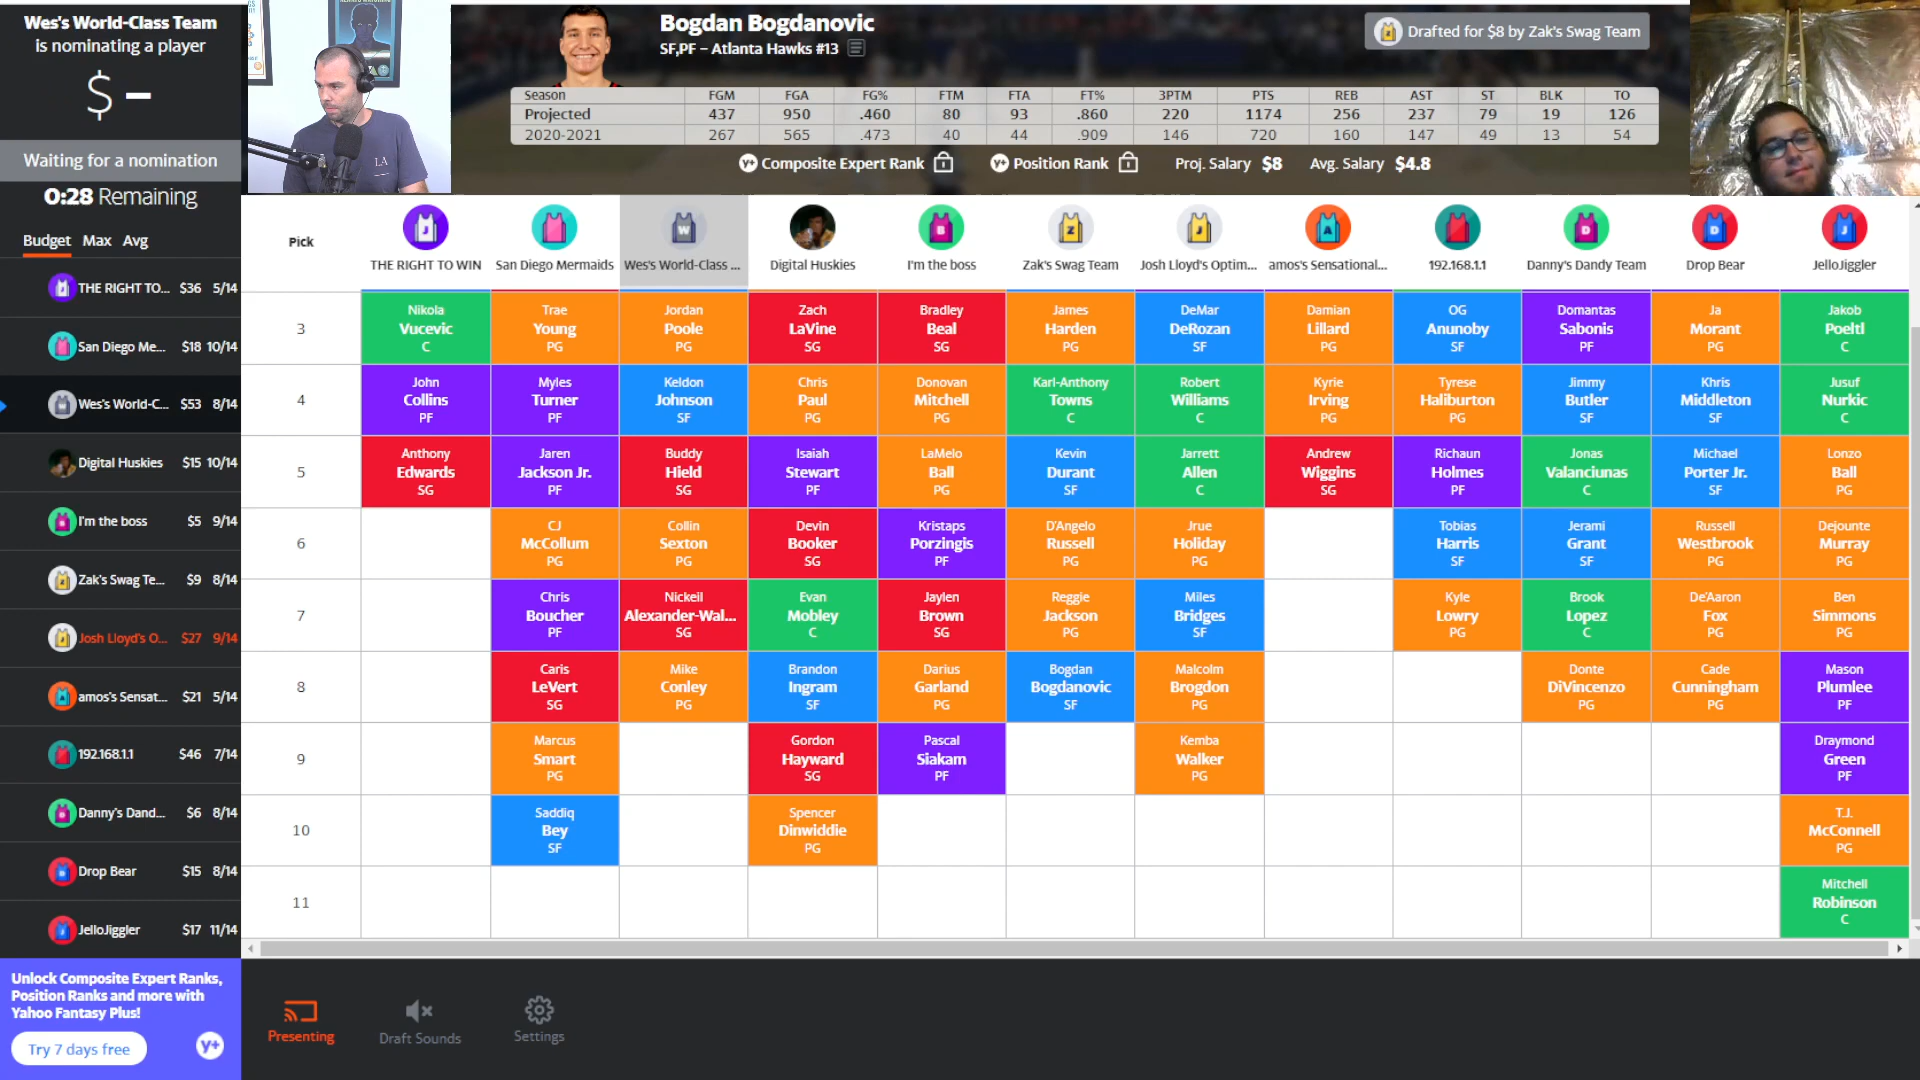 Wes's World-Class Team
is nominating a player
$ –
Waiting for a nomination
0:28 Remaining
Budget Max Avg
THE RIGHT TO... $36 5/14
San Diego Me... $18 10/14
Wes's World-C... $53 8/14
Digital Huskies $15 10/14
I'm the boss $5 9/14
Zak's Swag Te... $9 8/14
Josh Lloyd's O... $27 9/14
amos's Sensat... $21 5/14
192.168.1.1 $46 7/14
Danny's Dand... $6 8/14
Drop Bear $15 8/14
JelloJiggler $17 11/14
Unlock Composite Expert Ranks,
Position Ranks and more with
Yahoo Fantasy Plus!
Try 7 days free
y+
LA
Bogdan Bogdanovic
SF,PF – Atlanta Hawks #13
Drafted for $8 by Zak's Swag Team
Season FGM FGA FG% FTM FTA FT% 3PTM PTS REB AST ST BLK TO
Projected 437 950 .460 80 93 .860 220 1174 256 237 79 19 126
2020-2021 267 565 .473 40 44 .909 146 720 160 147 49 13 54
y+ Composite Expert Rank y+ Position Rank Proj. Salary $8 Avg. Salary $4.8
J W B Z J A D D J
Pick THE RIGHT TO WIN San Diego Mermaids Wes's World-Class ... Digital Huskies I'm the boss Zak's Swag Team Josh Lloyd's Optim... amos's Sensational... 192.168.1.1 Danny's Dandy Team Drop Bear JelloJiggler
Nikola Trae Jordan Zach Bradley James DeMar Damian OG Domantas Ja Jakob
3 Vucevic Young Poole LaVine Beal Harden DeRozan Lillard Anunoby Sabonis Morant Poeltl
C PG PG SG SG PG SF PG SF PF PG C
John Myles Keldon Chris Donovan Karl-Anthony Robert Kyrie Tyrese Jimmy Khris Jusuf
4 Collins Turner Johnson Paul Mitchell Towns Williams Irving Haliburton Butler Middleton Nurkic
PF PF SF PG PG C C PG PG SF SF C
Anthony Jaren Buddy Isaiah LaMelo Kevin Jarrett Andrew Richaun Jonas Michael Lonzo
5 Edwards Jackson Jr. Hield Stewart Ball Durant Allen Wiggins Holmes Valanciunas Porter Jr. Ball
SG PF SG PF PG SF C SG PF C SF PG
CJ Collin Devin Kristaps D'Angelo Jrue Tobias Jerami Russell Dejounte
6 McCollum Sexton Booker Porzingis Russell Holiday Harris Grant Westbrook Murray
PG PG SG PF PG PG SF SF PG PG
Chris Nickeil Evan Jaylen Reggie Miles Kyle Brook De'Aaron Ben
7 Boucher Alexander-Wal... Mobley Brown Jackson Bridges Lowry Lopez Fox Simmons
PF SG C SG PG SF PG C PG PG
Caris Mike Brandon Darius Bogdan Malcolm Donte Cade Mason
8 LeVert Conley Ingram Garland Bogdanovic Brogdon DiVincenzo Cunningham Plumlee
SG PG SF PG SF PG PG PG PF
Marcus Gordon Pascal Kemba Draymond
9 Smart Hayward Siakam Walker Green
PG SG PF PG PF
Saddiq Spencer T.J.
10 Bey Dinwiddie McConnell
SF PG PG
Mitchell
11 Robinson
C
Presenting
Draft Sounds
Settings